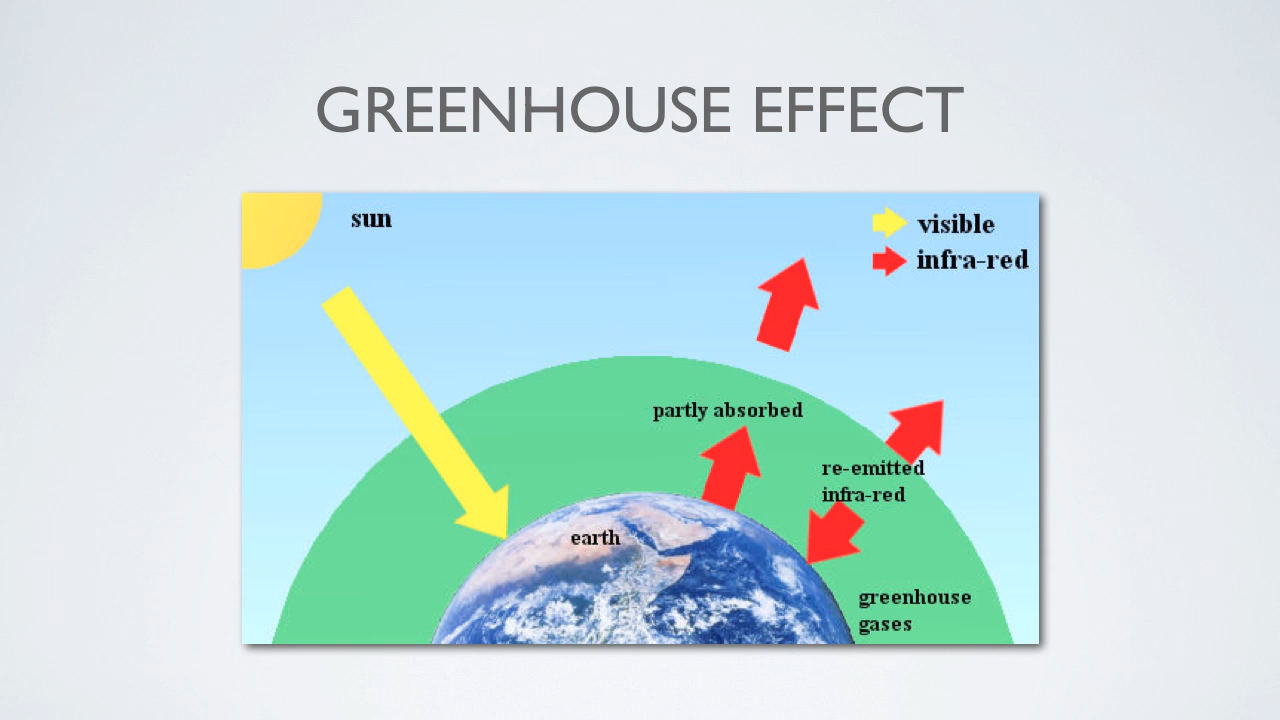 GREENHOUSE EFFECT
sun
visible
infra-red
partly absorbed
re-emitted
infra-red
earth
greenhouse
gases